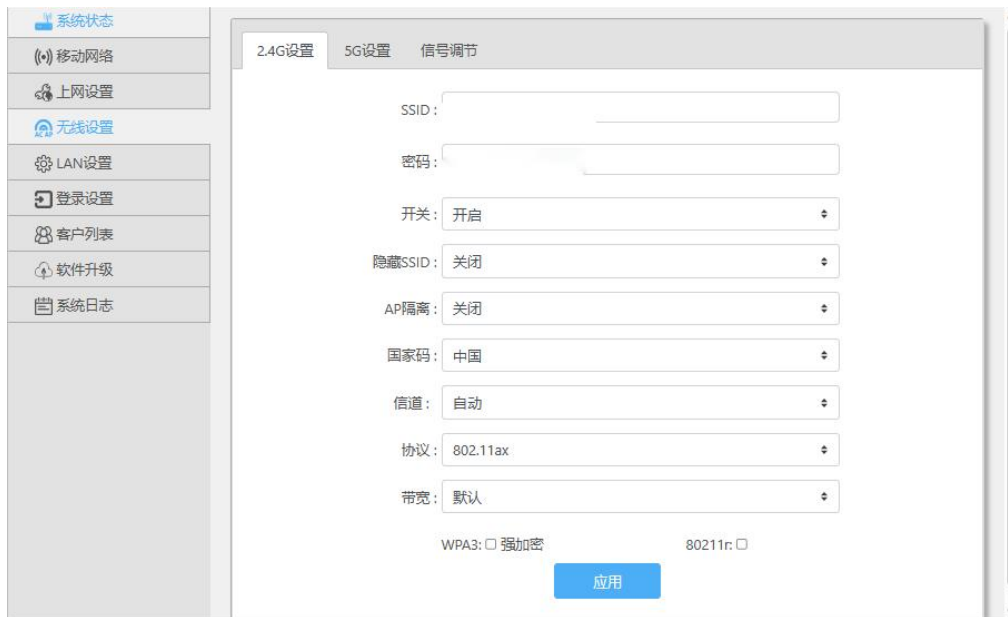 系统状态
移动网络
上网设置
无线设置
LAN设置
登录设置
客户列表
软件升级
系统日志
2.4G设置 5G设置 信号调节
SSID :
密码 :
开关 : 开启
隐藏SSID : 关闭
AP隔离 : 关闭
国家码 : 中国
信道 : 自动
协议 : 802.11ax
带宽 : 默认
WPA3: 强加密 80211r:
应用